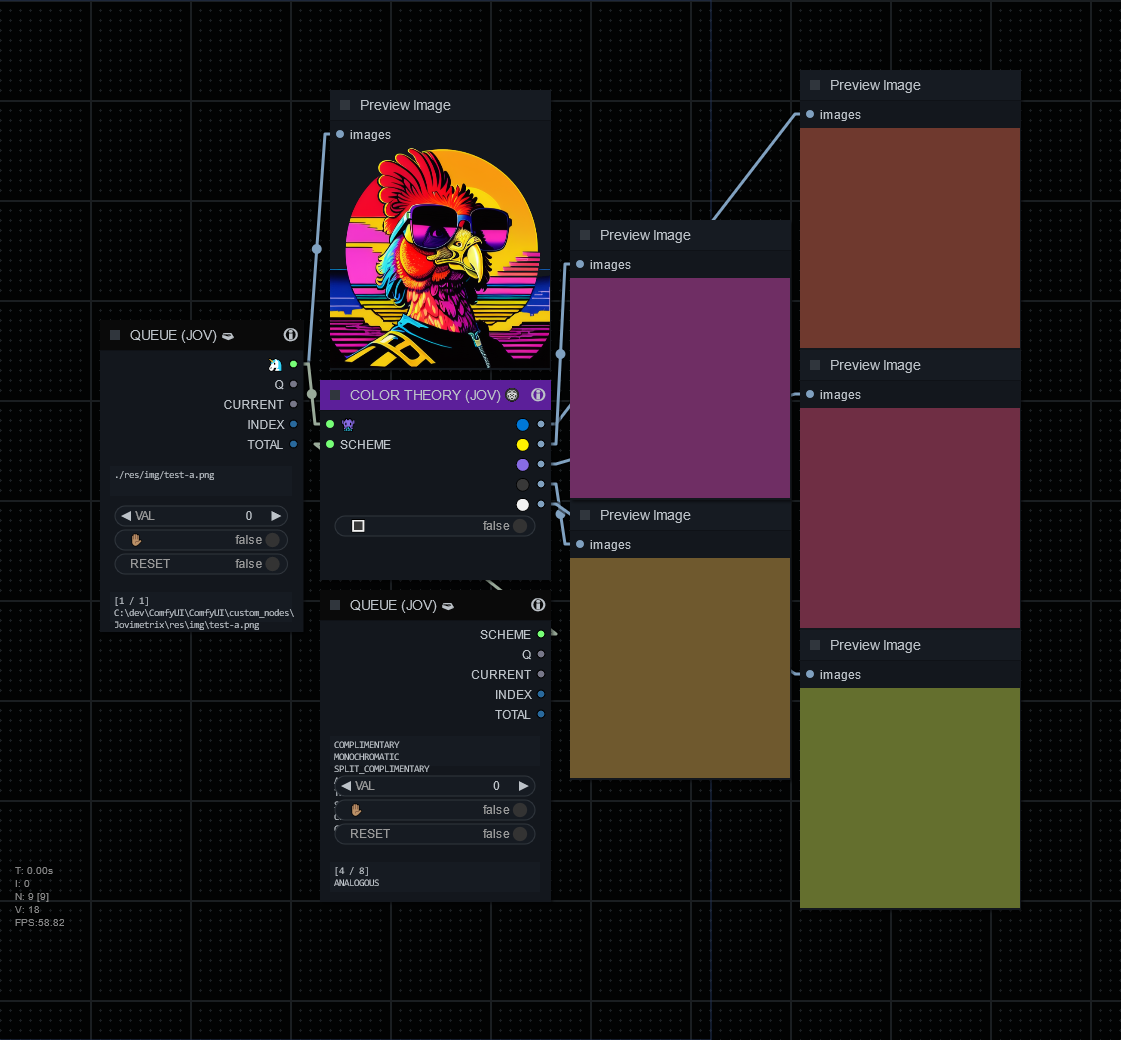 Preview Image
images
QUEUE (JOV)
Q
CURRENT
INDEX
TOTAL
./res/img/test-a.png
VAL 0
false
RESET false
[1 / 1]
C:\dev\ComfyUI\ComfyUI\custom_nodes\
Jovimetrix\res\img\test-a.png
COLOR THEORY (JOV)
SCHEME
false
QUEUE (JOV)
SCHEME
Q
CURRENT
INDEX
TOTAL
COMPLIMENTARY
MONOCHROMATIC
SPLIT_COMPLIMENTARY
VAL 0
false
RESET false
[4 / 8]
ANALOGOUS
Preview Image
images
Preview Image
images
Preview Image
images
Preview Image
images
Preview Image
images
T: 0.00s
I: 0
N: 9 [9]
V: 18
FPS:58.82